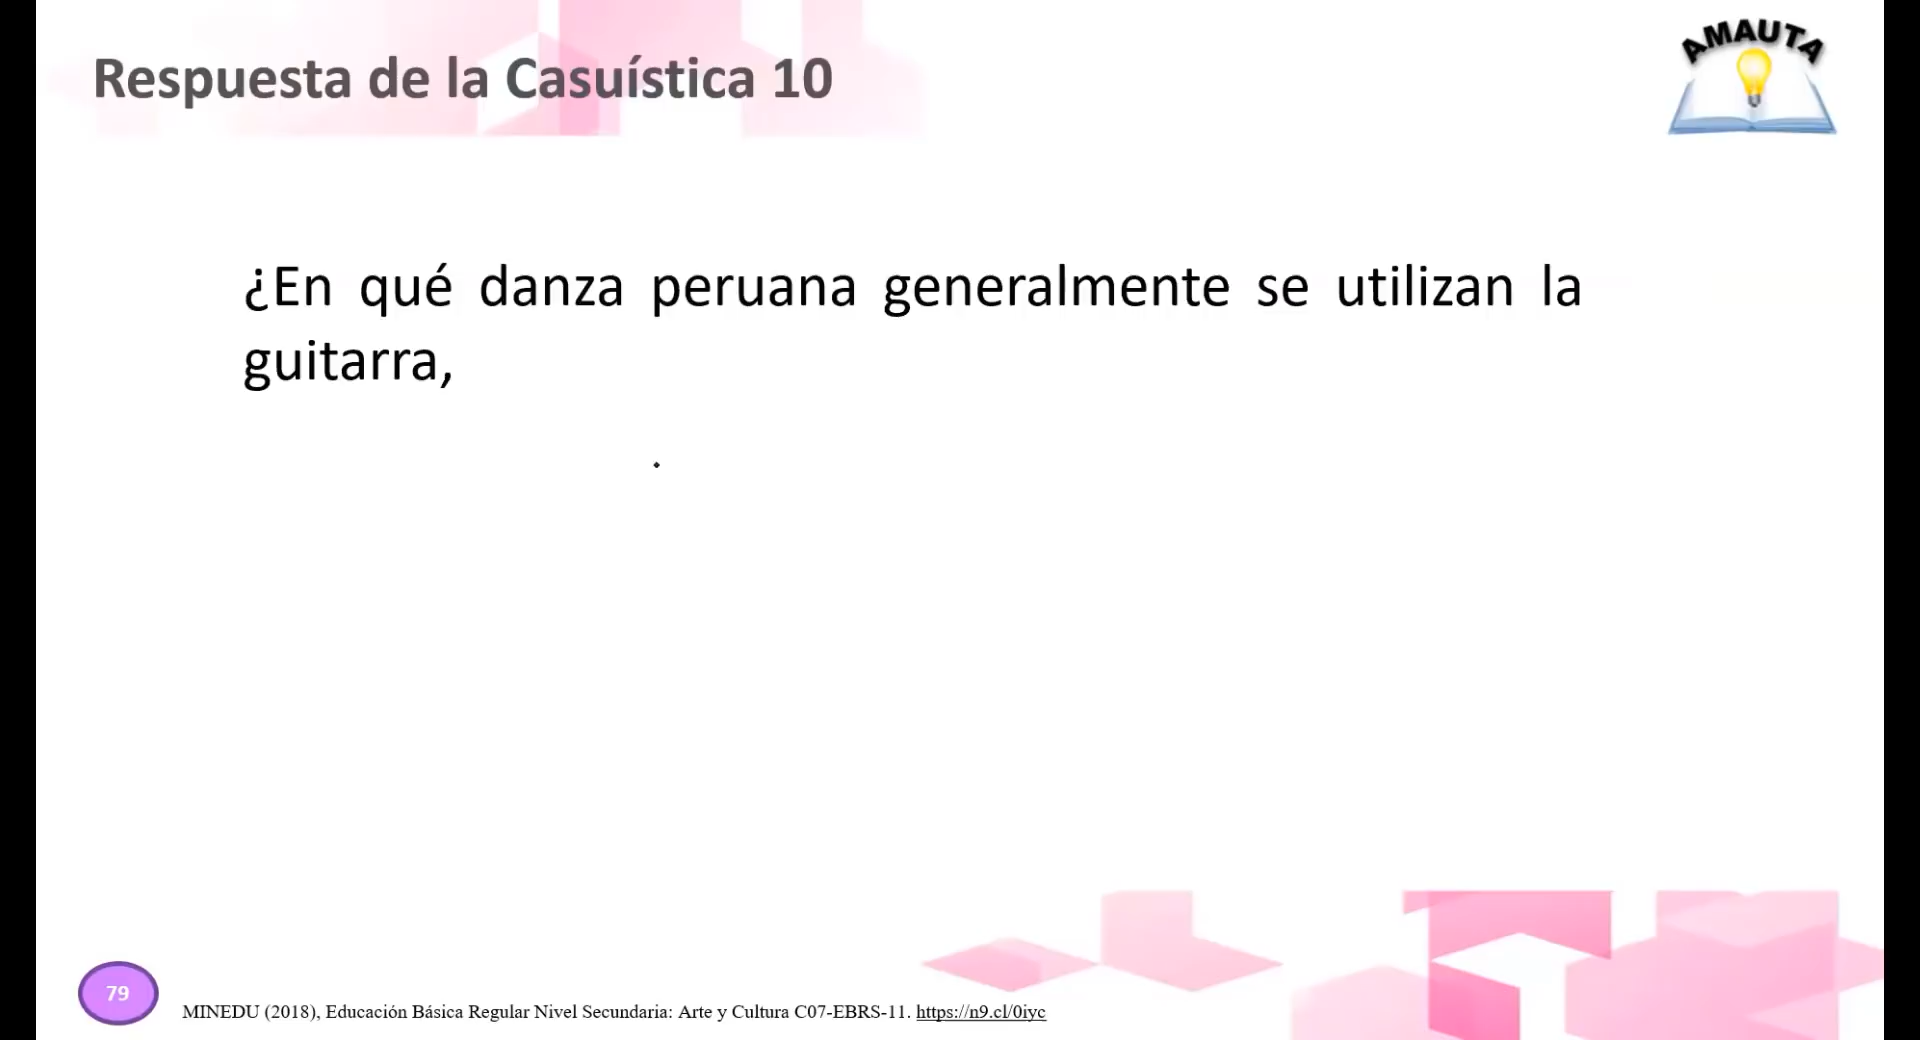 Respuesta de la Casuística 10
AMAUTA
¿En qué danza peruana generalmente se utilizan la
guitarra,
79
MINEDU (2018), Educación Básica Regular Nivel Secundaria: Arte y Cultura C07-EBRS-11. https://n9.cl/0iyc